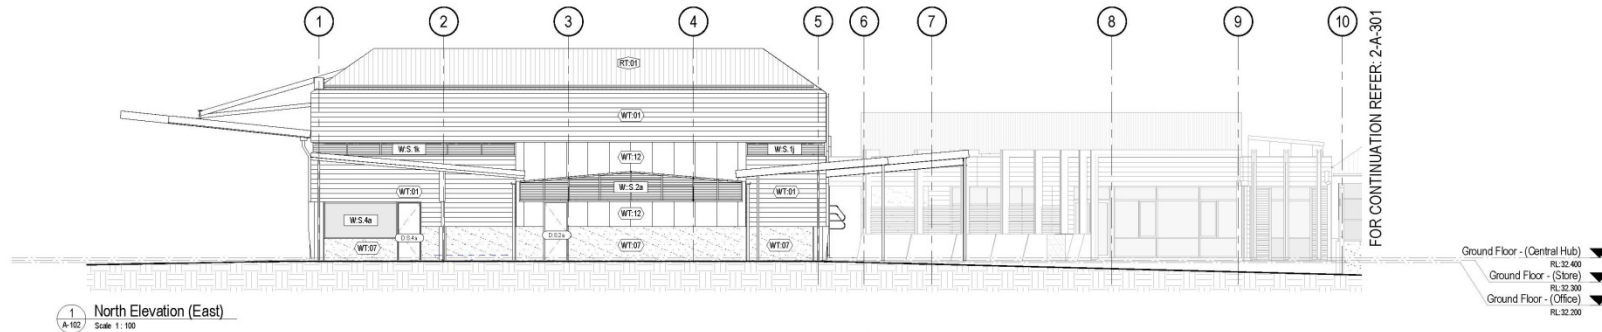 1 2 3 4 5 6 7 8 9 10
FOR CONTINUATION REFER: 2-A-301
RT:01
WT:01
W:S.1k
W:S.1j
WT:12
W:S.2a
WT:01
WT:01
W:S.4a
WT:12
D:S4a
D:S2a
WT:07
WT:07
WT:07
Ground Floor - (Central Hub)
RL:32.400
Ground Floor - (Store)
RL:32.300
Ground Floor - (Office)
RL:32.200
1
A-102
North Elevation (East)
Scale 1 : 100